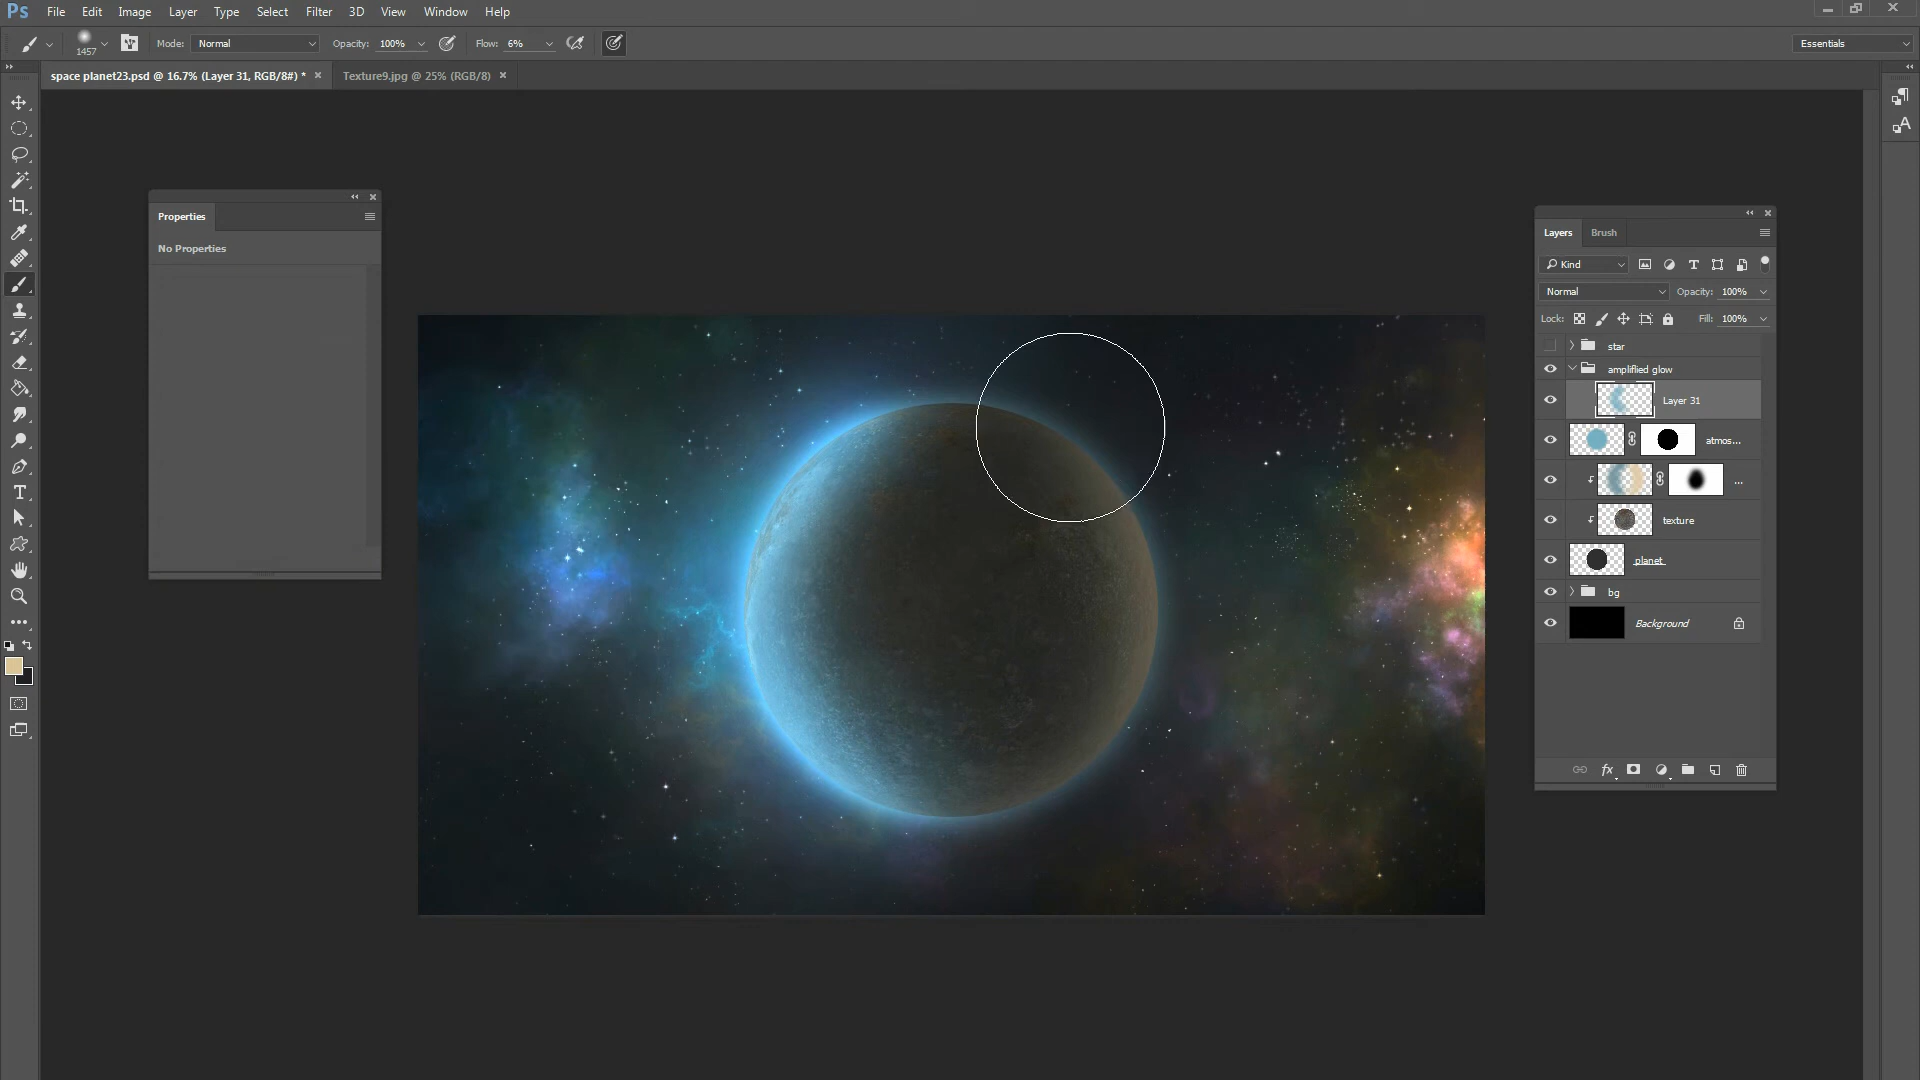 Ps File Edit Image Layer Type Select Filter 3D View Window Help
1457 Mode: Normal Opacity: 100% Flow: 6% Essentials
space planet23.psd @ 16.7% (Layer 31, RGB/8#) * × Texture9.jpg @ 25% (RGB/8) ×
Properties
No Properties
Layers Brush
Kind
Normal Opacity: 100%
Lock: Fill: 100%
star
amplified glow
Layer 31
atmos...
...
texture
planet
bg
Background
fx